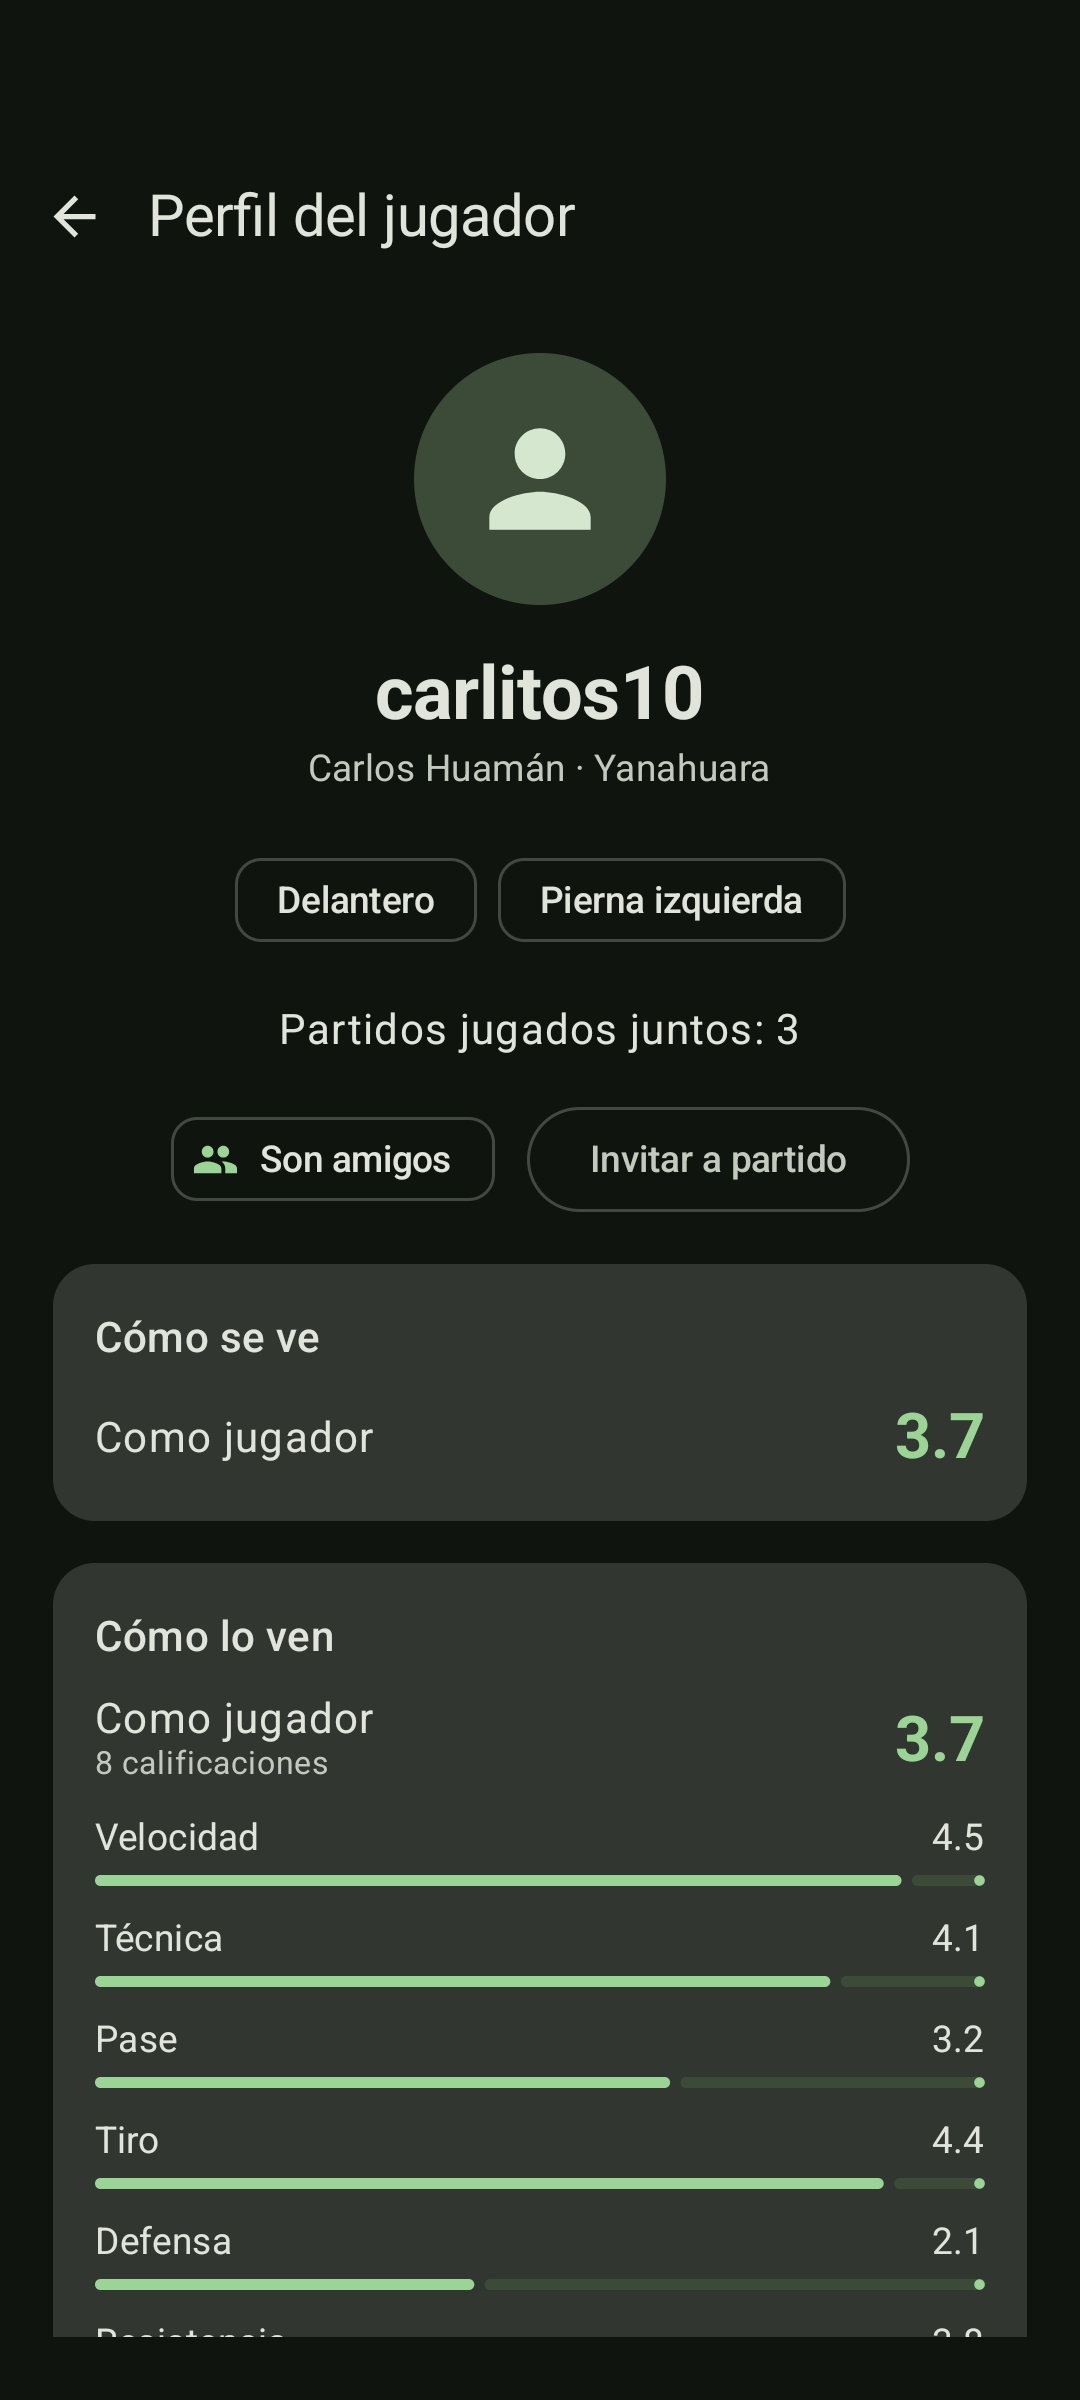 Perfil del jugador
carlitos10
Carlos Huamán · Yanahuara
Delantero
Pierna izquierda
Partidos jugados juntos: 3
Son amigos
Invitar a partido
Cómo se ve
Como jugador
3.7
Cómo lo ven
Como jugador
3.7
8 calificaciones
Velocidad
4.5
Técnica
4.1
Pase
3.2
Tiro
4.4
Defensa
2.1